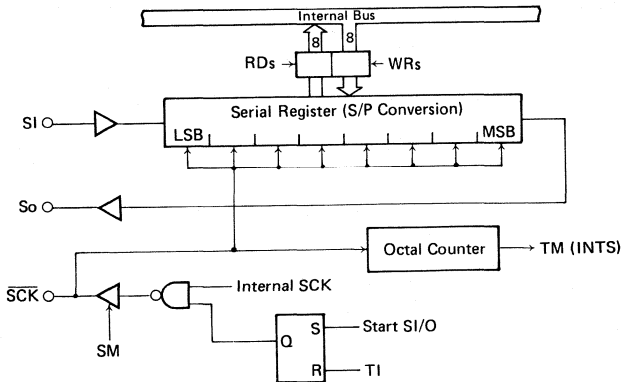 Internal Bus
8 8
RDs WRs
Serial Register (S/P Conversion)
SI
LSB MSB
So
Octal Counter TM (INTS)
SCK
Internal SCK
SM
Q S Start SI/O
R TI